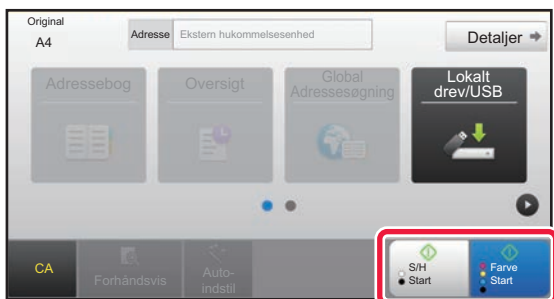 Original
A4
Adresse
Ekstern hukommelsesenhed
Detaljer
Adressebog
Oversigt
Global
Adressesøgning
Lokalt
drev/USB
CA
Forhåndsvis
Auto-
indstil
S/H
Start
Farve
Start